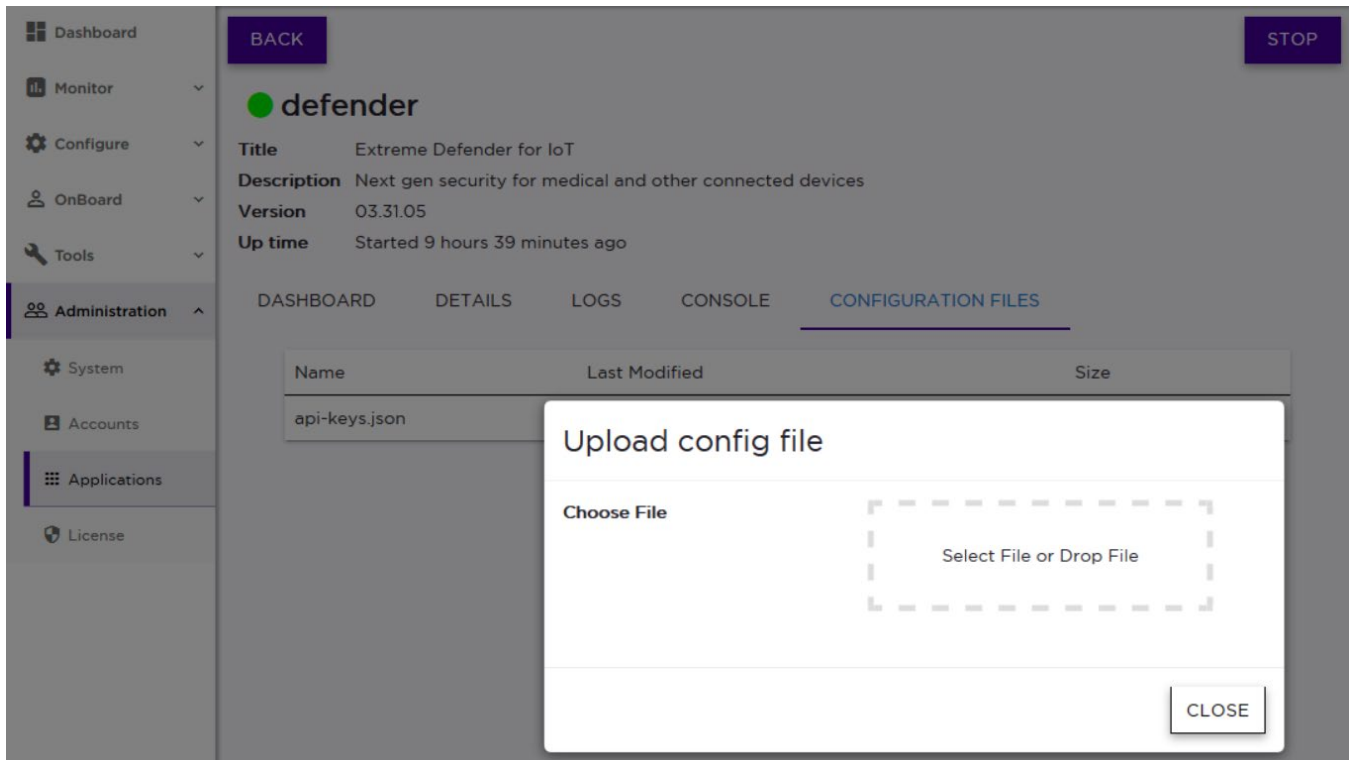 Dashboard
Monitor
Configure
OnBoard
Tools
Administration
System
Accounts
Applications
License
BACK
STOP
defender
Title Extreme Defender for IoT
Description Next gen security for medical and other connected devices
Version 03.31.05
Up time Started 9 hours 39 minutes ago
DASHBOARD DETAILS LOGS CONSOLE CONFIGURATION FILES
Name Last Modified Size
api-keys.json
Upload config file
Choose File
Select File or Drop File
CLOSE